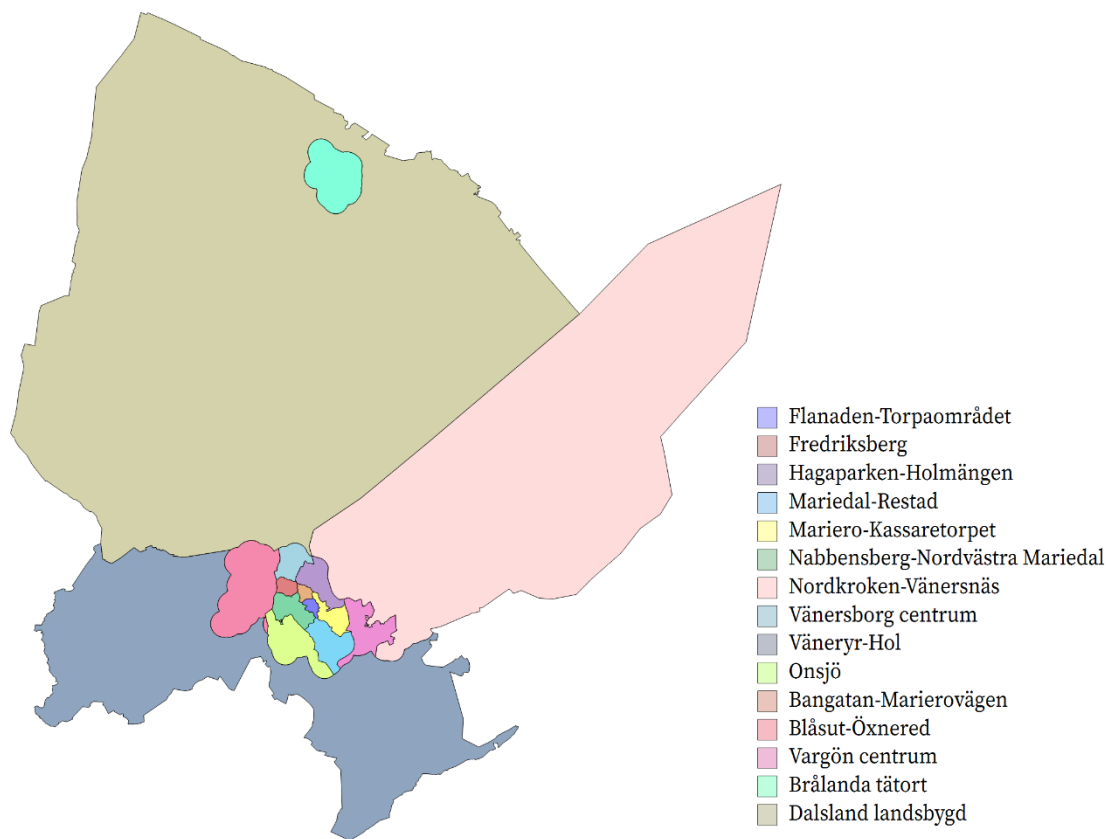 Flanaden-Torpaområdet
Fredriksberg
Hagaparken-Holmängen
Mariedal-Restad
Mariero-Kassaretorpet
Nabbensberg-Nordvästra Mariedal
Nordkroken-Vänersnäs
Vänersborg centrum
Väneryr-Hol
Onsjö
Bangatan-Marierovägen
Blåsut-Öxnered
Vargön centrum
Brålanda tätort
Dalsland landsbygd